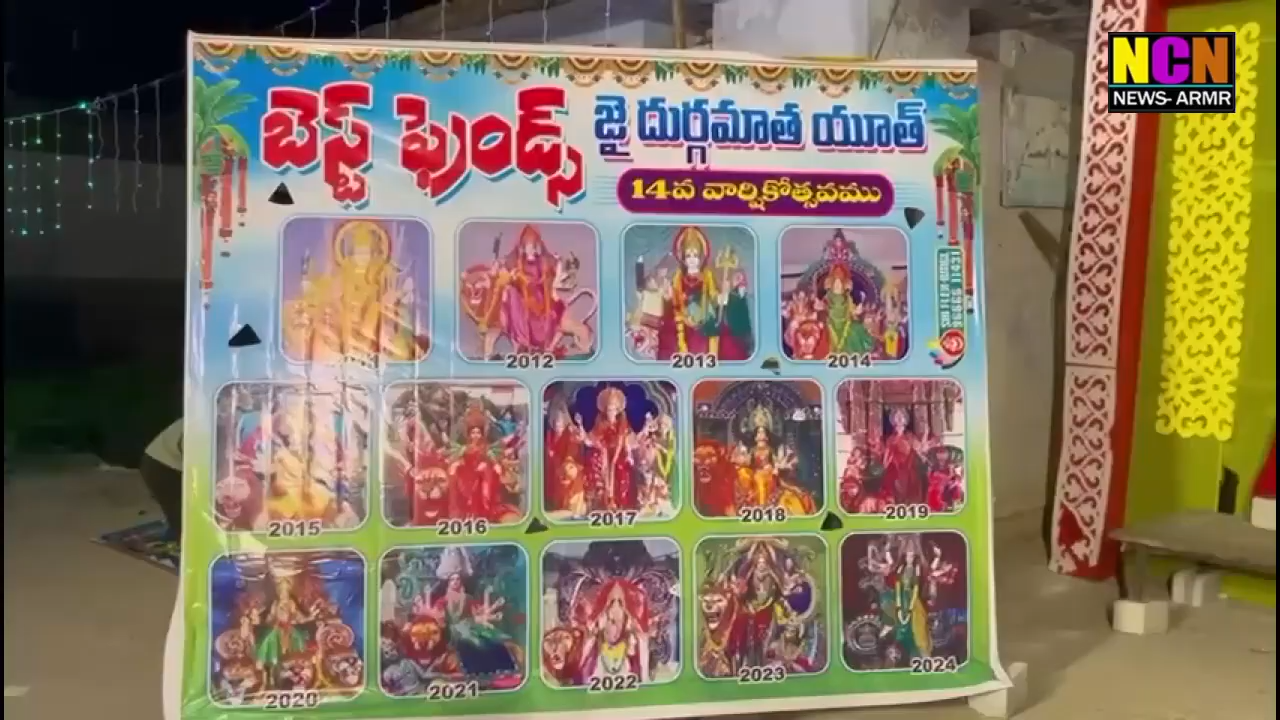 NCN
NEWS- ARMR
బెస్ట్ ఫ్రెండ్స్ జై దుర్గమాత యూత్
14వ వార్షికోత్సవము
2012 2013 2014
2015 2016 2017 2018 2019
2020 2021 2022 2023 2024